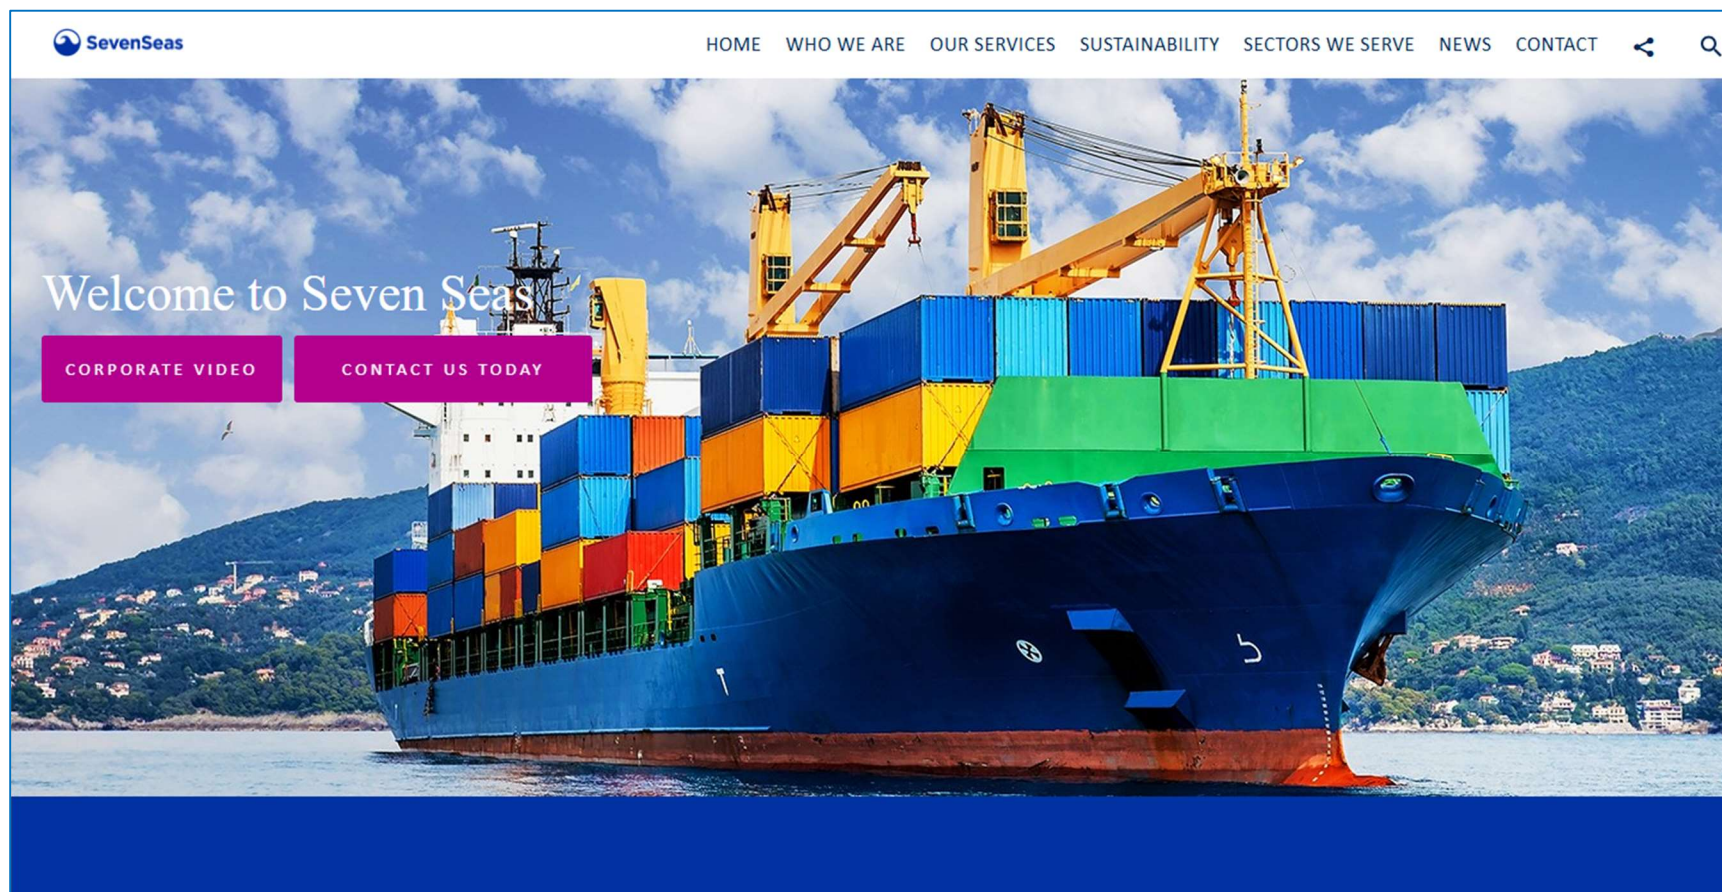 SevenSeas
HOME WHO WE ARE OUR SERVICES SUSTAINABILITY SECTORS WE SERVE NEWS CONTACT
Welcome to Seven Seas
CORPORATE VIDEO CONTACT US TODAY